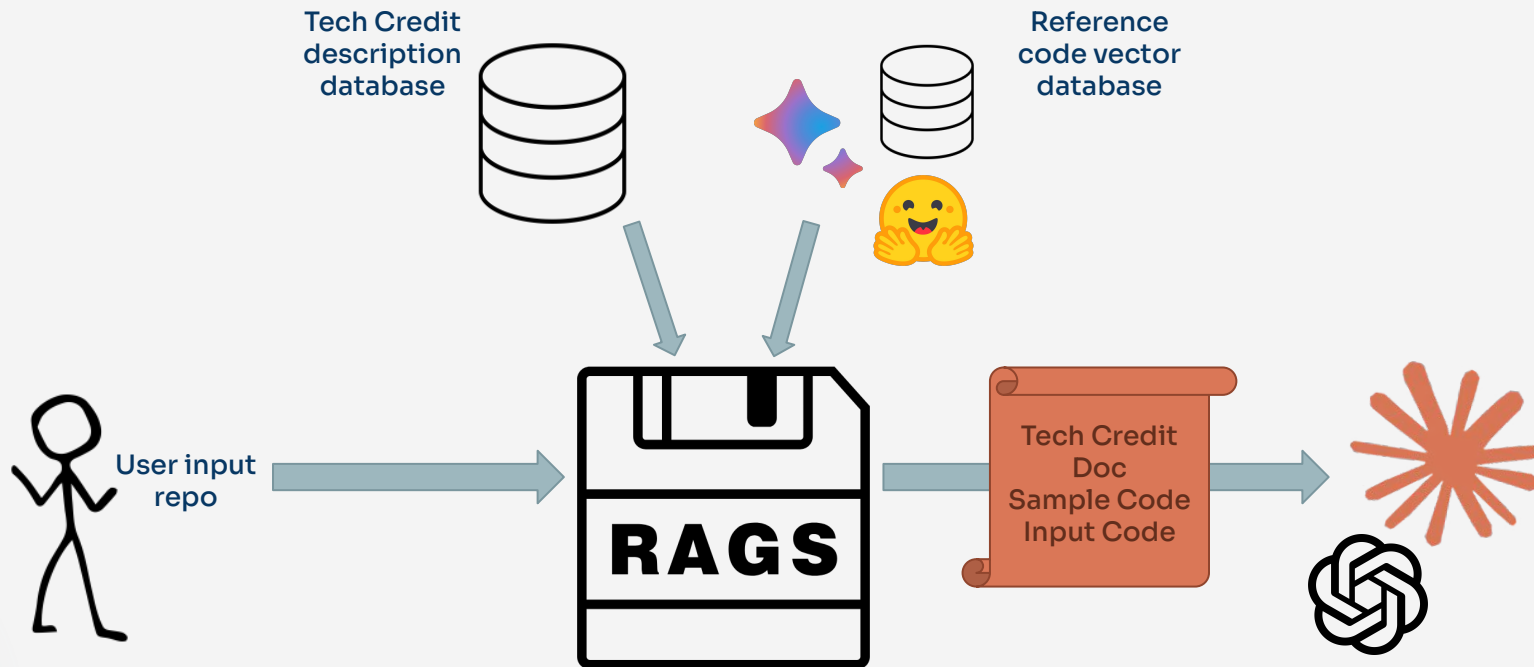 Tech Credit
description
database
Reference
code vector
database
User input
repo
RAGS
Tech Credit
Doc
Sample Code
Input Code